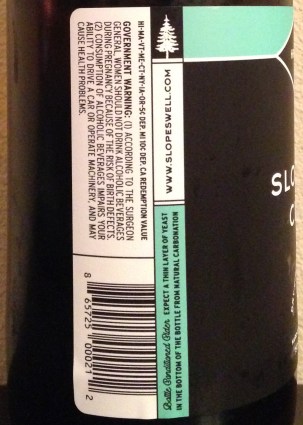 HI-MA-VT-ME-CT-NY-IA-OR-5¢ DEP. MI 10¢ DEP. CA REDEMPTION VALUE
GOVERNMENT WARNING: (1) ACCORDING TO THE SURGEON
GENERAL, WOMEN SHOULD NOT DRINK ALCOHOLIC BEVERAGES
DURING PREGNANCY BECAUSE OF THE RISK OF BIRTH DEFECTS.
(2) CONSUMPTION OF ALCOHOLIC BEVERAGES IMPAIRS YOUR
ABILITY TO DRIVE A CAR OR OPERATE MACHINERY, AND MAY
CAUSE HEALTH PROBLEMS.
8 65725 00021 2
WWW.SLOPESWELL.COM
Bottle Conditioned Cider EXPECT A THIN LAYER OF YEAST
IN THE BOTTOM OF THE BOTTLE FROM NATURAL CARBONATION
SLO
C